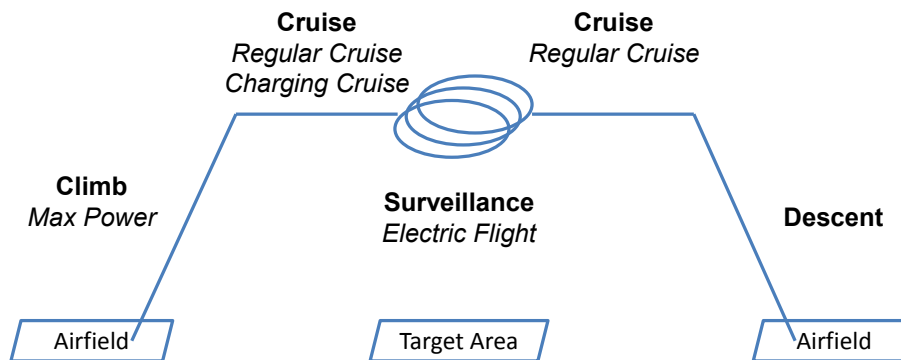 Cruise
Regular Cruise
Charging Cruise
Cruise
Regular Cruise
Climb
Max Power
Surveillance
Electric Flight
Descent
Airfield
Target Area
Airfield